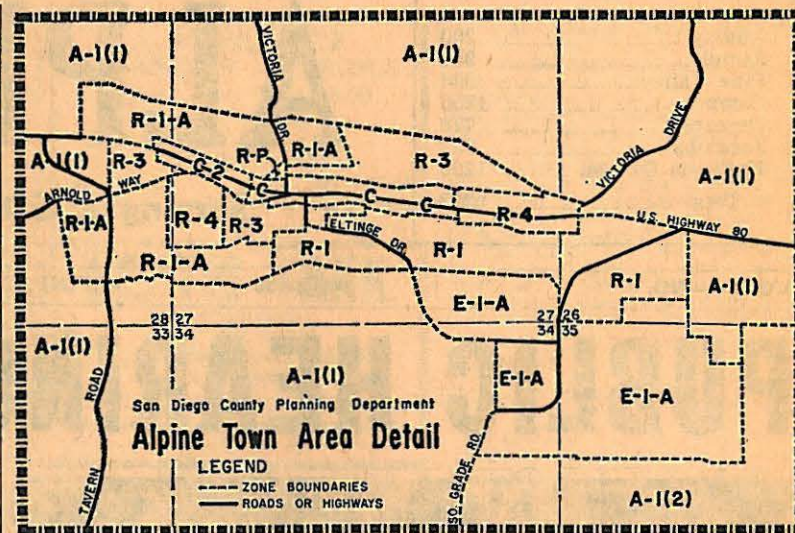 A-1(1)
A-1(1)
A-1(1)
VICTORIA DR
VICTORIA DRIVE
R-1-A
R-P
R-1-A
R-3
A-1(1)
R-3
C-2
C
C
C
R-4
ARNOLD WAY
R-1-A
R-4
R-3
ELTINGE DR
U.S. HIGHWAY 80
R-1-A
R-1
R-1
R-1
A-1(1)
E-1-A
28 27
33 34
27 26
34 35
A-1(1)
A-1(1)
E-1-A
E-1-A
TAVERN ROAD
San Diego County Planning Department
Alpine Town Area Detail
LEGEND
ZONE BOUNDARIES
ROADS OR HIGHWAYS
SO. GRADE RD.
A-1(2)